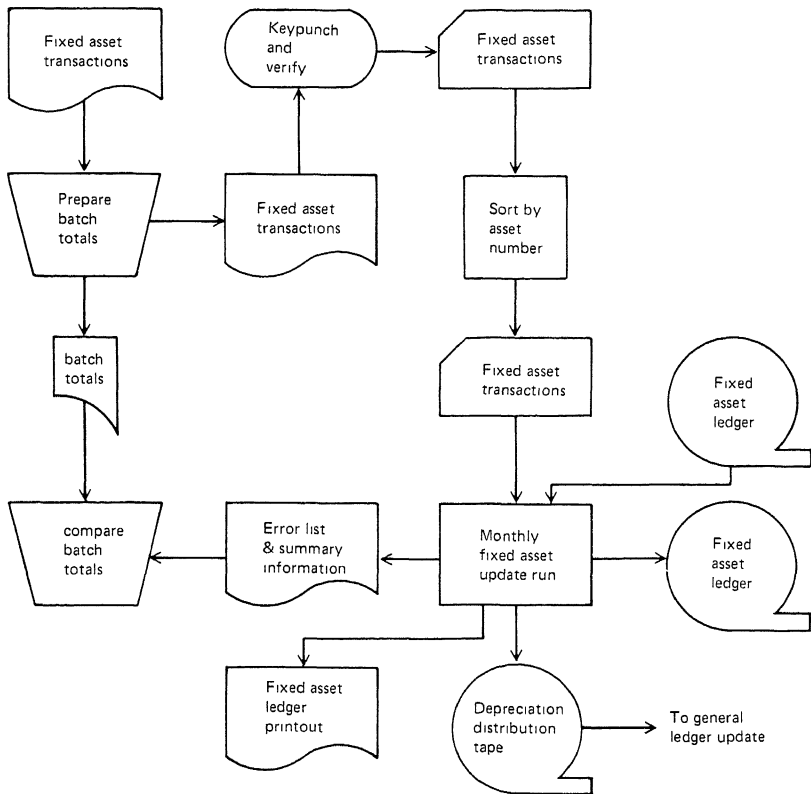 Fixed asset
transactions
Keypunch
and
verify
Fixed asset
transactions
Prepare
batch
totals
Fixed asset
transactions
Sort by
asset
number
batch
totals
Fixed asset
transactions
Fixed
asset
ledger
compare
batch
totals
Error list
& summary
information
Monthly
fixed asset
update run
Fixed
asset
ledger
Fixed asset
ledger
printout
Depreciation
distribution
tape
To general
ledger update